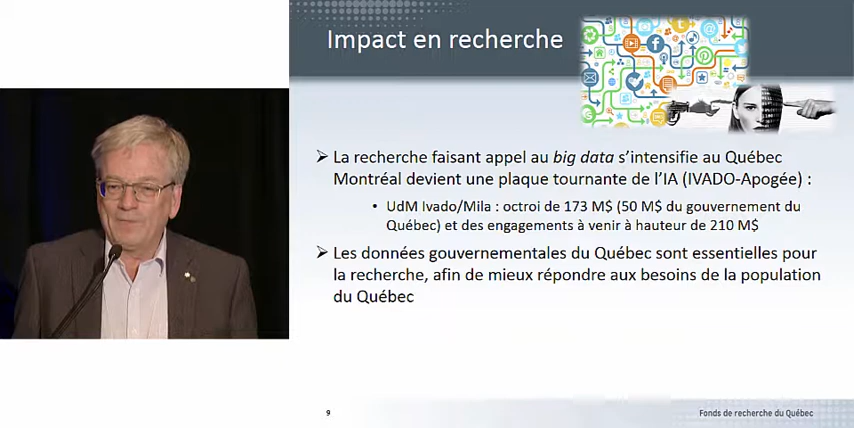 Impact en recherche
La recherche faisant appel au big data s'intensifie au Québec
Montréal devient une plaque tournante de l'IA (IVADO-Apogée) :
• UdM Ivado/Mila : octroi de 173 M$ (50 M$ du gouvernement du
Québec) et des engagements à venir à hauteur de 210 M$
Les données gouvernementales du Québec sont essentielles pour
la recherche, afin de mieux répondre aux besoins de la population
du Québec
9
Fonds de recherche du Québec